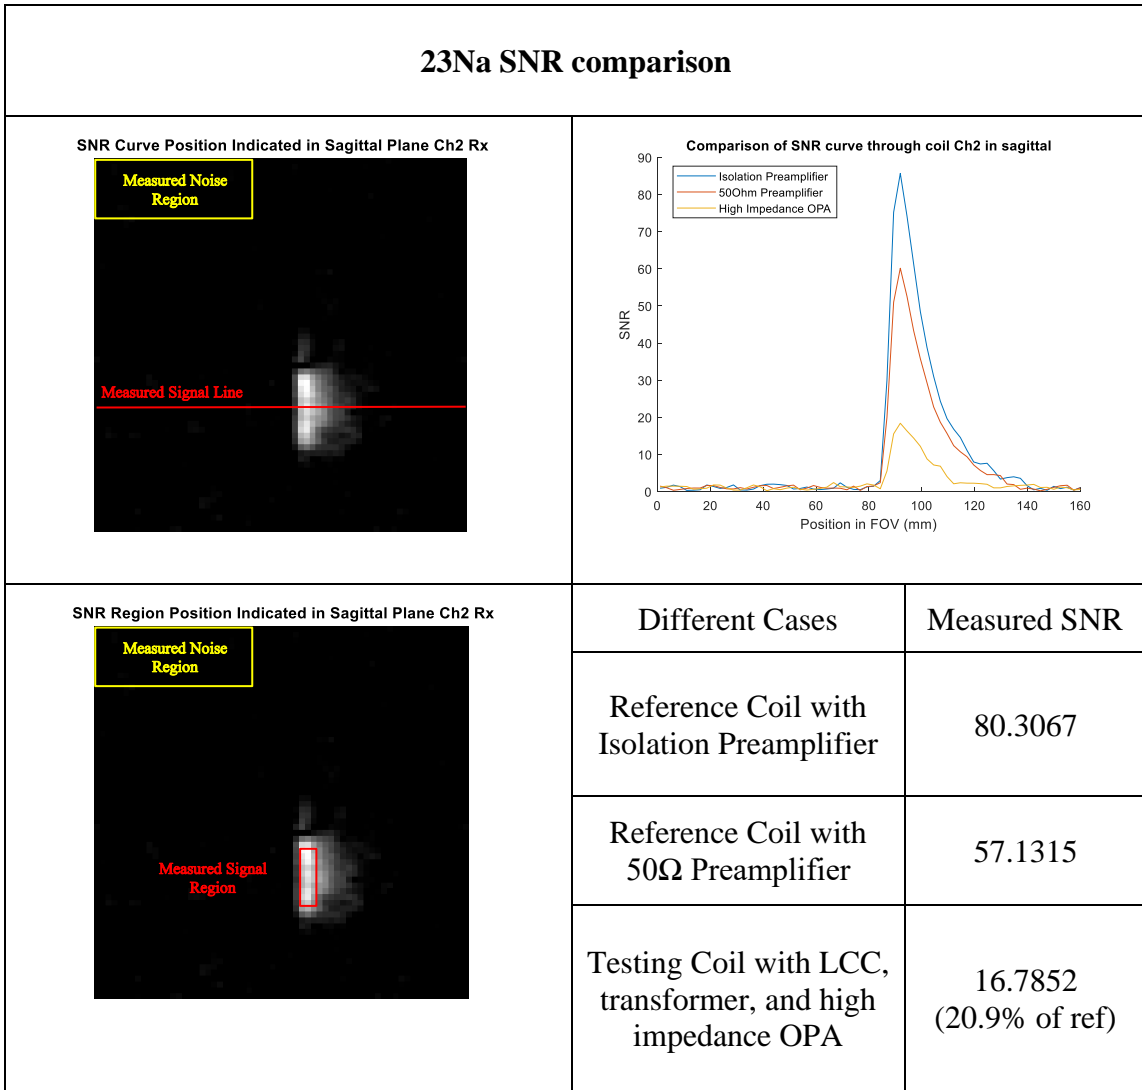 23Na SNR comparison
SNR Curve Position Indicated in Sagittal Plane Ch2 Rx
Measured Noise
Region
Measured Signal Line
Comparison of SNR curve through coil Ch2 in sagittal
Isolation Preamplifier
50Ohm Preamplifier
High Impedance OPA
90
80
70
60
50
40
30
20
10
0
SNR
0 20 40 60 80 100 120 140 160
Position in FOV (mm)
SNR Region Position Indicated in Sagittal Plane Ch2 Rx
Measured Noise
Region
Measured Signal
Region
Different Cases
Measured SNR
Reference Coil with
Isolation Preamplifier
80.3067
Reference Coil with
50Ω Preamplifier
57.1315
Testing Coil with LCC,
transformer, and high
impedance OPA
16.7852
(20.9% of ref)